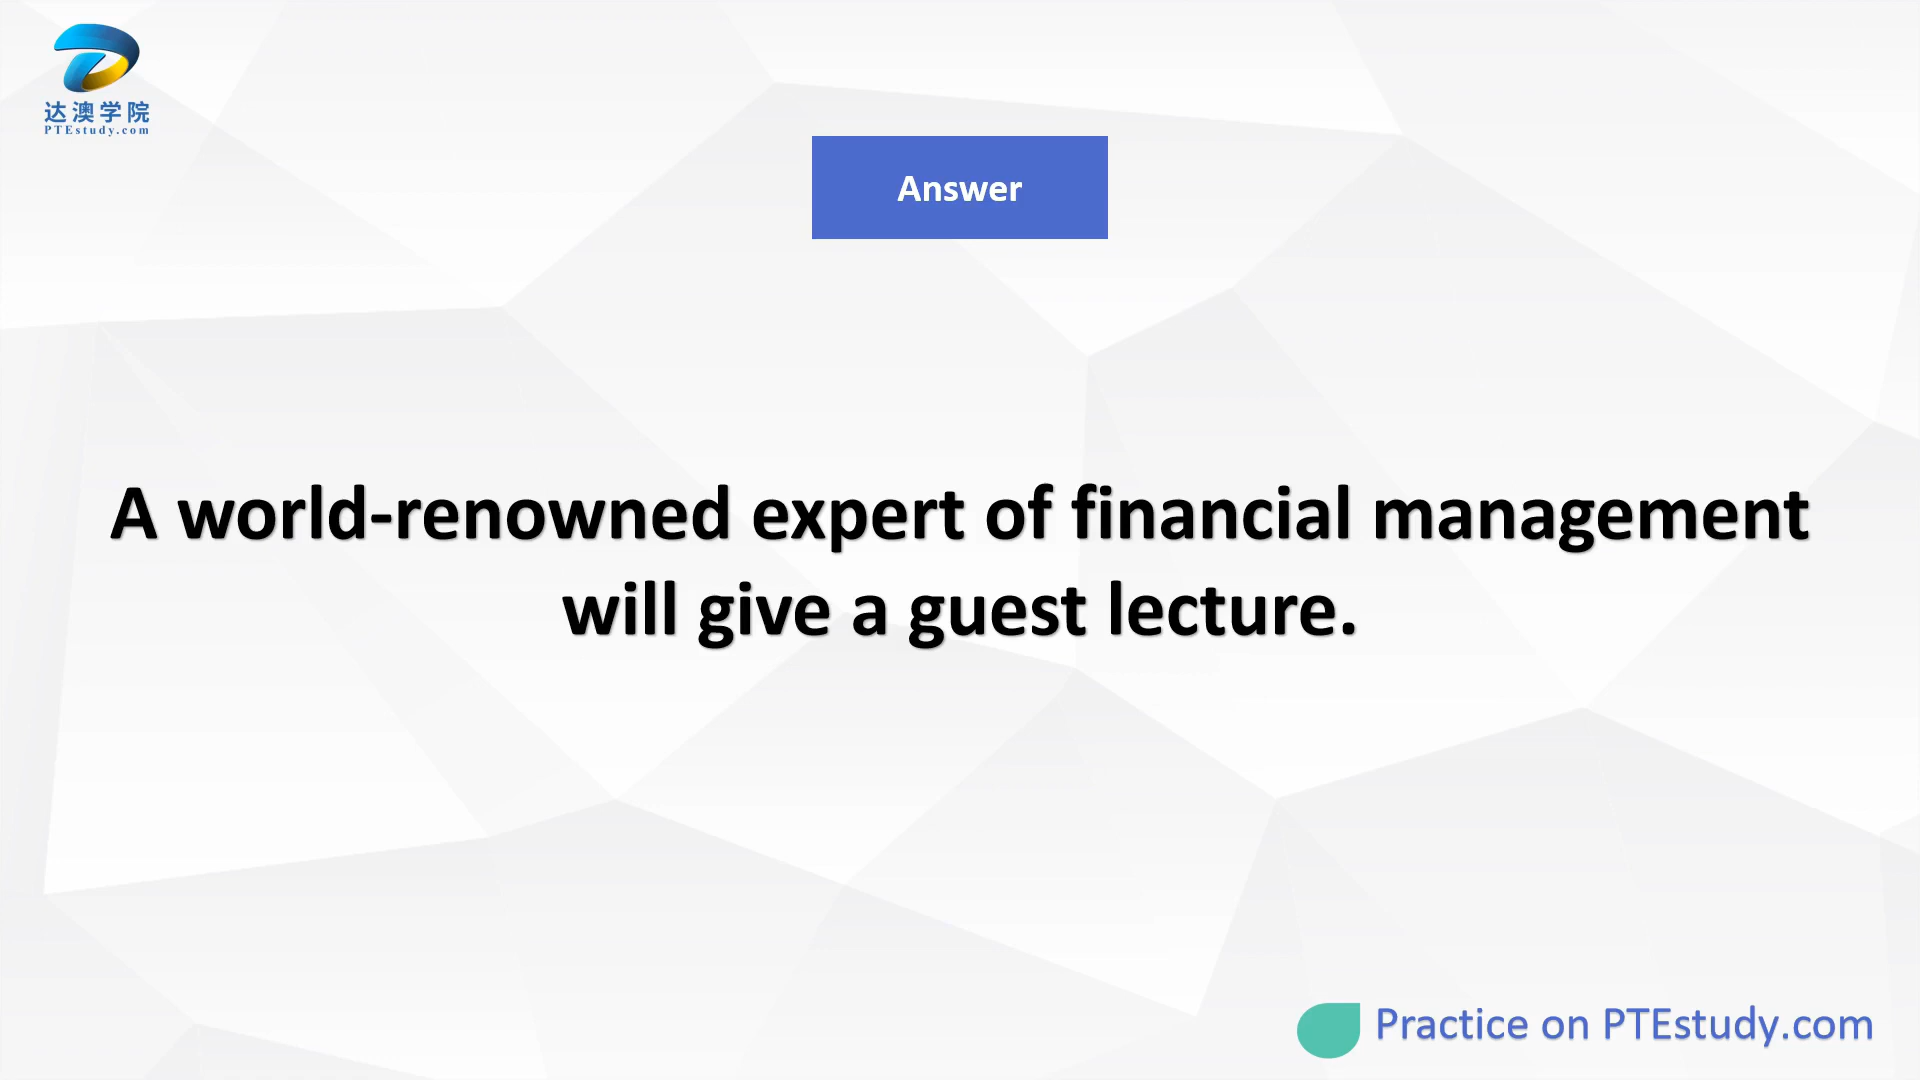 达澳学院
PTEstudy.com
Answer
A world-renowned expert of financial management
will give a guest lecture.
Practice on PTEstudy.com